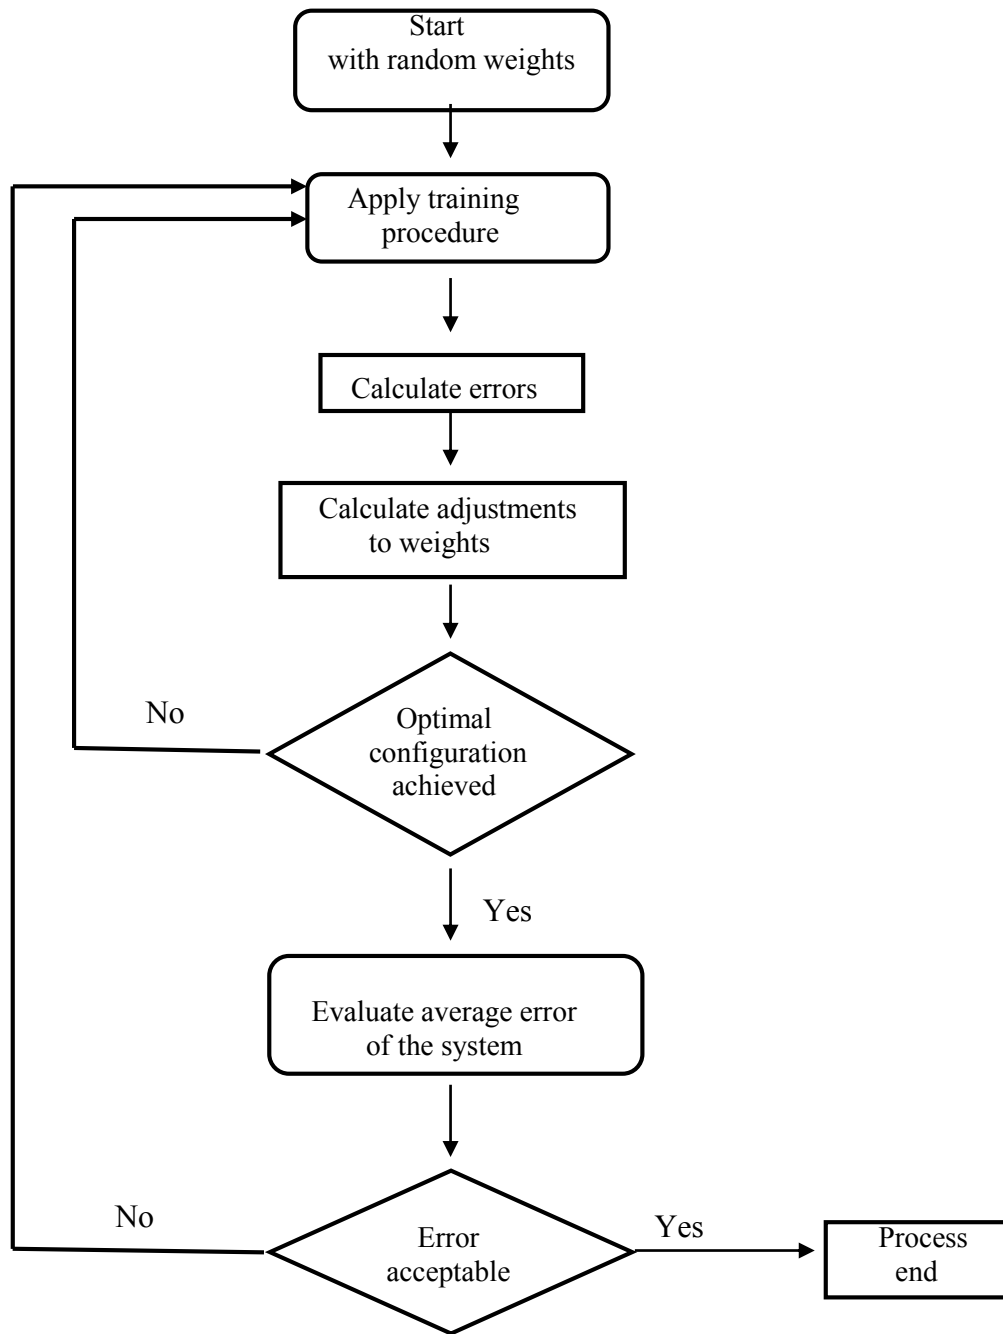 Start
with random weights
Apply training
procedure
Calculate errors
Calculate adjustments
to weights
No
Optimal
configuration
achieved
Yes
Evaluate average error
of the system
No
Error
acceptable
Yes
Process
end